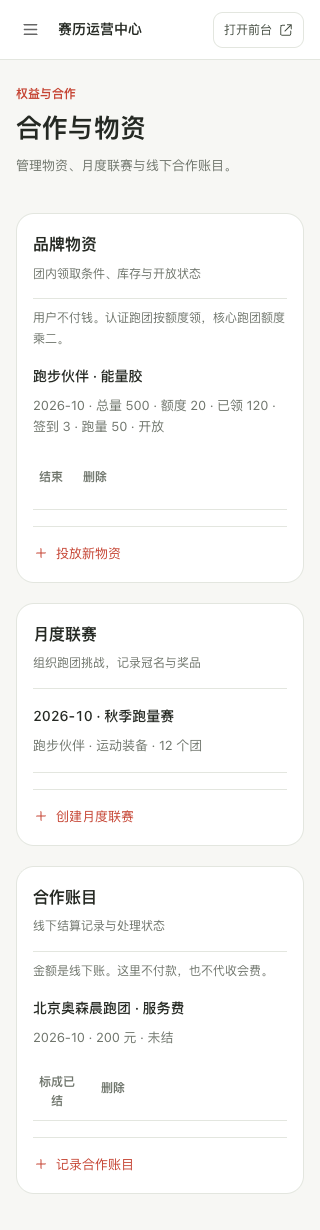 赛历运营中心
打开前台
权益与合作
合作与物资
管理物资、月度联赛与线下合作账目。
品牌物资
团内领取条件、库存与开放状态
用户不付钱。认证跑团按额度领，核心跑团额度
乘二。
跑步伙伴 · 能量胶
2026-10 · 总量 500 · 额度 20 · 已领 120 ·
签到 3 · 跑量 50 · 开放
结束 删除
+ 投放新物资
月度联赛
组织跑团挑战，记录冠名与奖品
2026-10 · 秋季跑量赛
跑步伙伴 · 运动装备 · 12 个团
+ 创建月度联赛
合作账目
线下结算记录与处理状态
金额是线下账。这里不付款，也不代收会费。
北京奥森晨跑团 · 服务费
2026-10 · 200 元 · 未结
标成已
结
删除
+ 记录合作账目